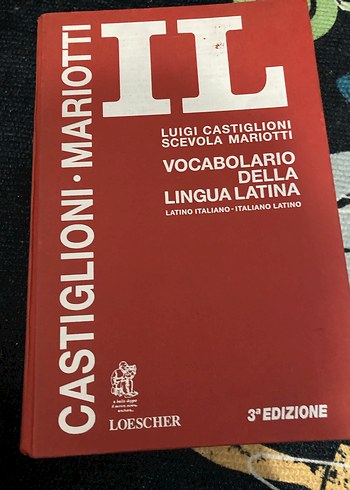 CASTIGLIONI · MARIOTTI
IL
LUIGI CASTIGLIONI
SCEVOLA MARIOTTI
VOCABOLARIO
DELLA
LINGUA LATINA
LATINO ITALIANO - ITALIANO LATINO
LOESCHER
3ª EDIZIONE